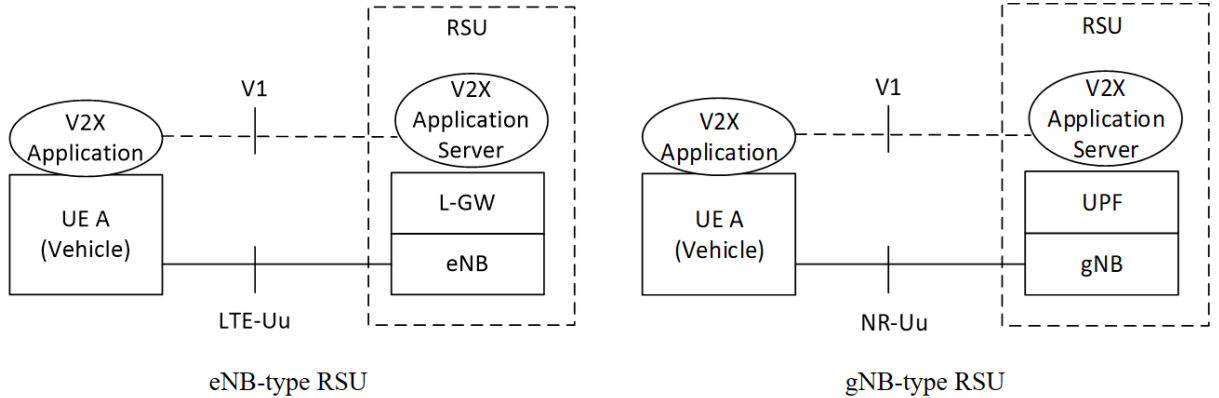 RSU
V1
V2X
Application
V2X
Application
Server
UE A
(Vehicle)
L-GW
eNB
LTE-Uu
eNB-type RSU
RSU
V1
V2X
Application
V2X
Application
Server
UE A
(Vehicle)
UPF
gNB
NR-Uu
gNB-type RSU